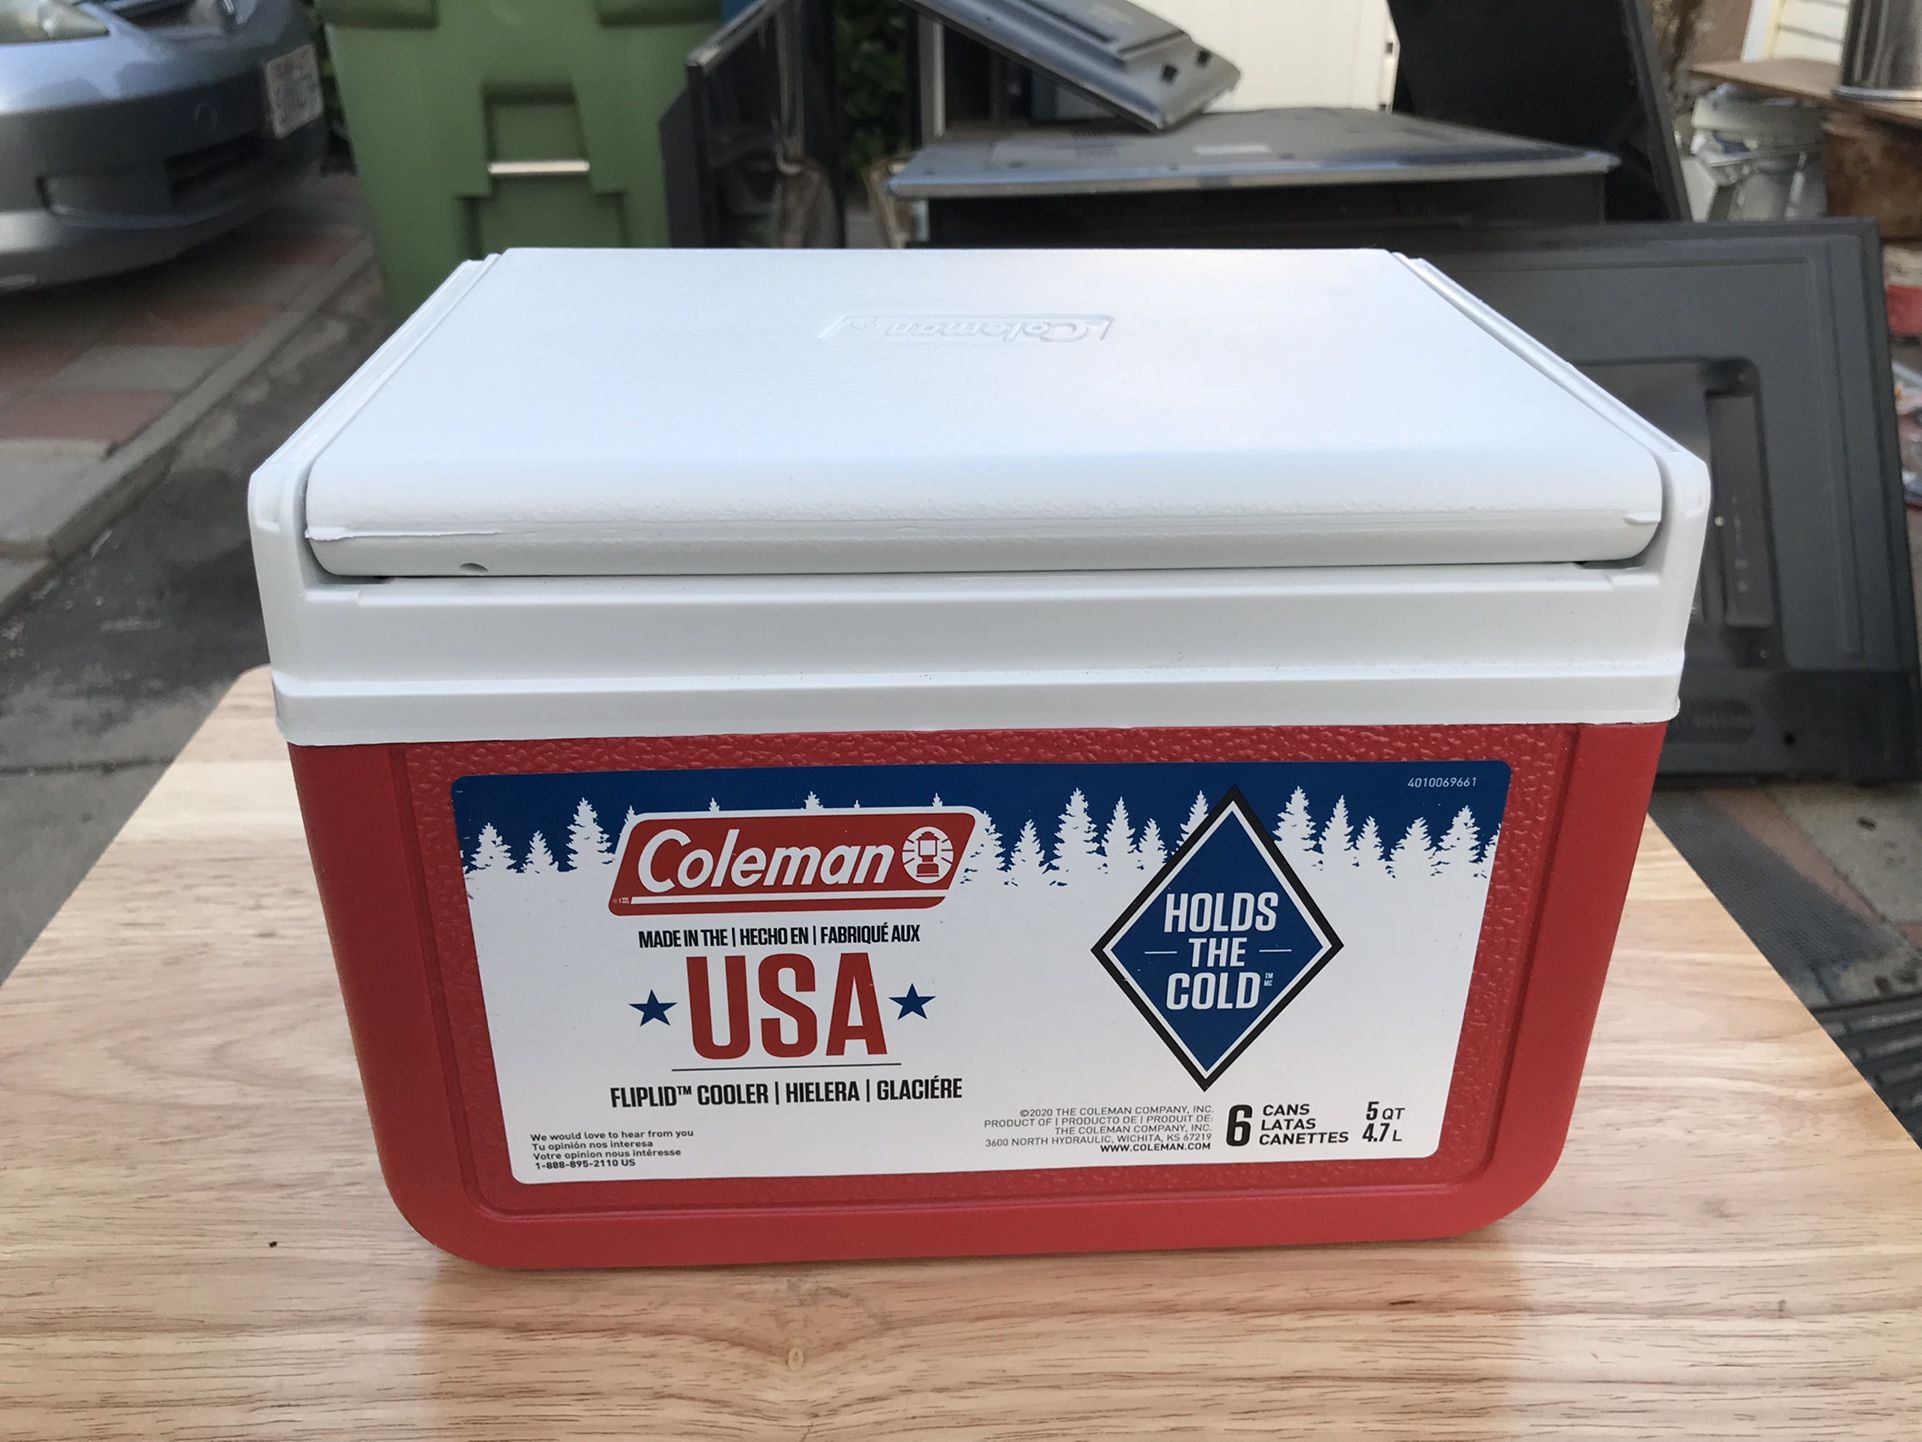 Coleman
4010069661
Coleman
MADE IN THE | HECHO EN | FABRIQUÉ AUX
USA
FLIPLID™ COOLER | HIELERA | GLACIÉRE
We would love to hear from you
Tu opinión nos interesa
Votre opinion nous intéresse
1-888-895-2110 US
HOLDS
THE
COLD™
MC
©2020 THE COLEMAN COMPANY, INC.
PRODUCT OF | PRODUCTO DE | PRODUIT DE:
THE COLEMAN COMPANY, INC.
3600 NORTH HYDRAULIC, WICHITA, KS 67219
WWW.COLEMAN.COM
6 CANS
LATAS
CANETTES
5 QT
4.7 L